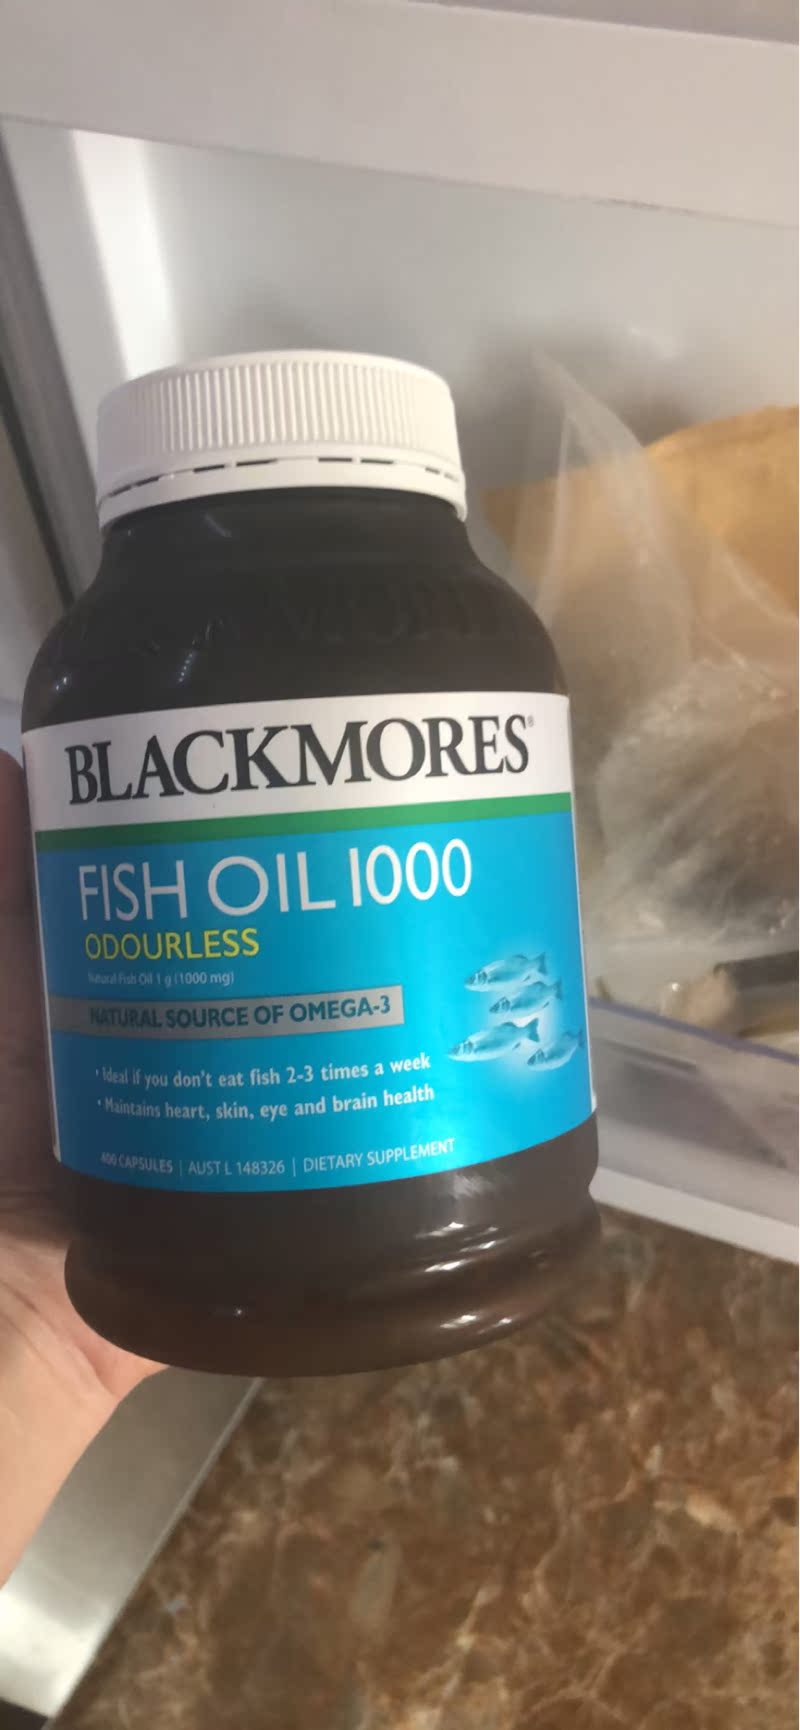 BLACKMORES®
FISH OIL 1000
ODOURLESS
Natural Fish Oil 1 g (1000 mg)
NATURAL SOURCE OF OMEGA-3
• Ideal if you don't eat fish 2-3 times a week
• Maintains heart, skin, eye and brain health
400 CAPSULES | AUST L 148326 | DIETARY SUPPLEMENT